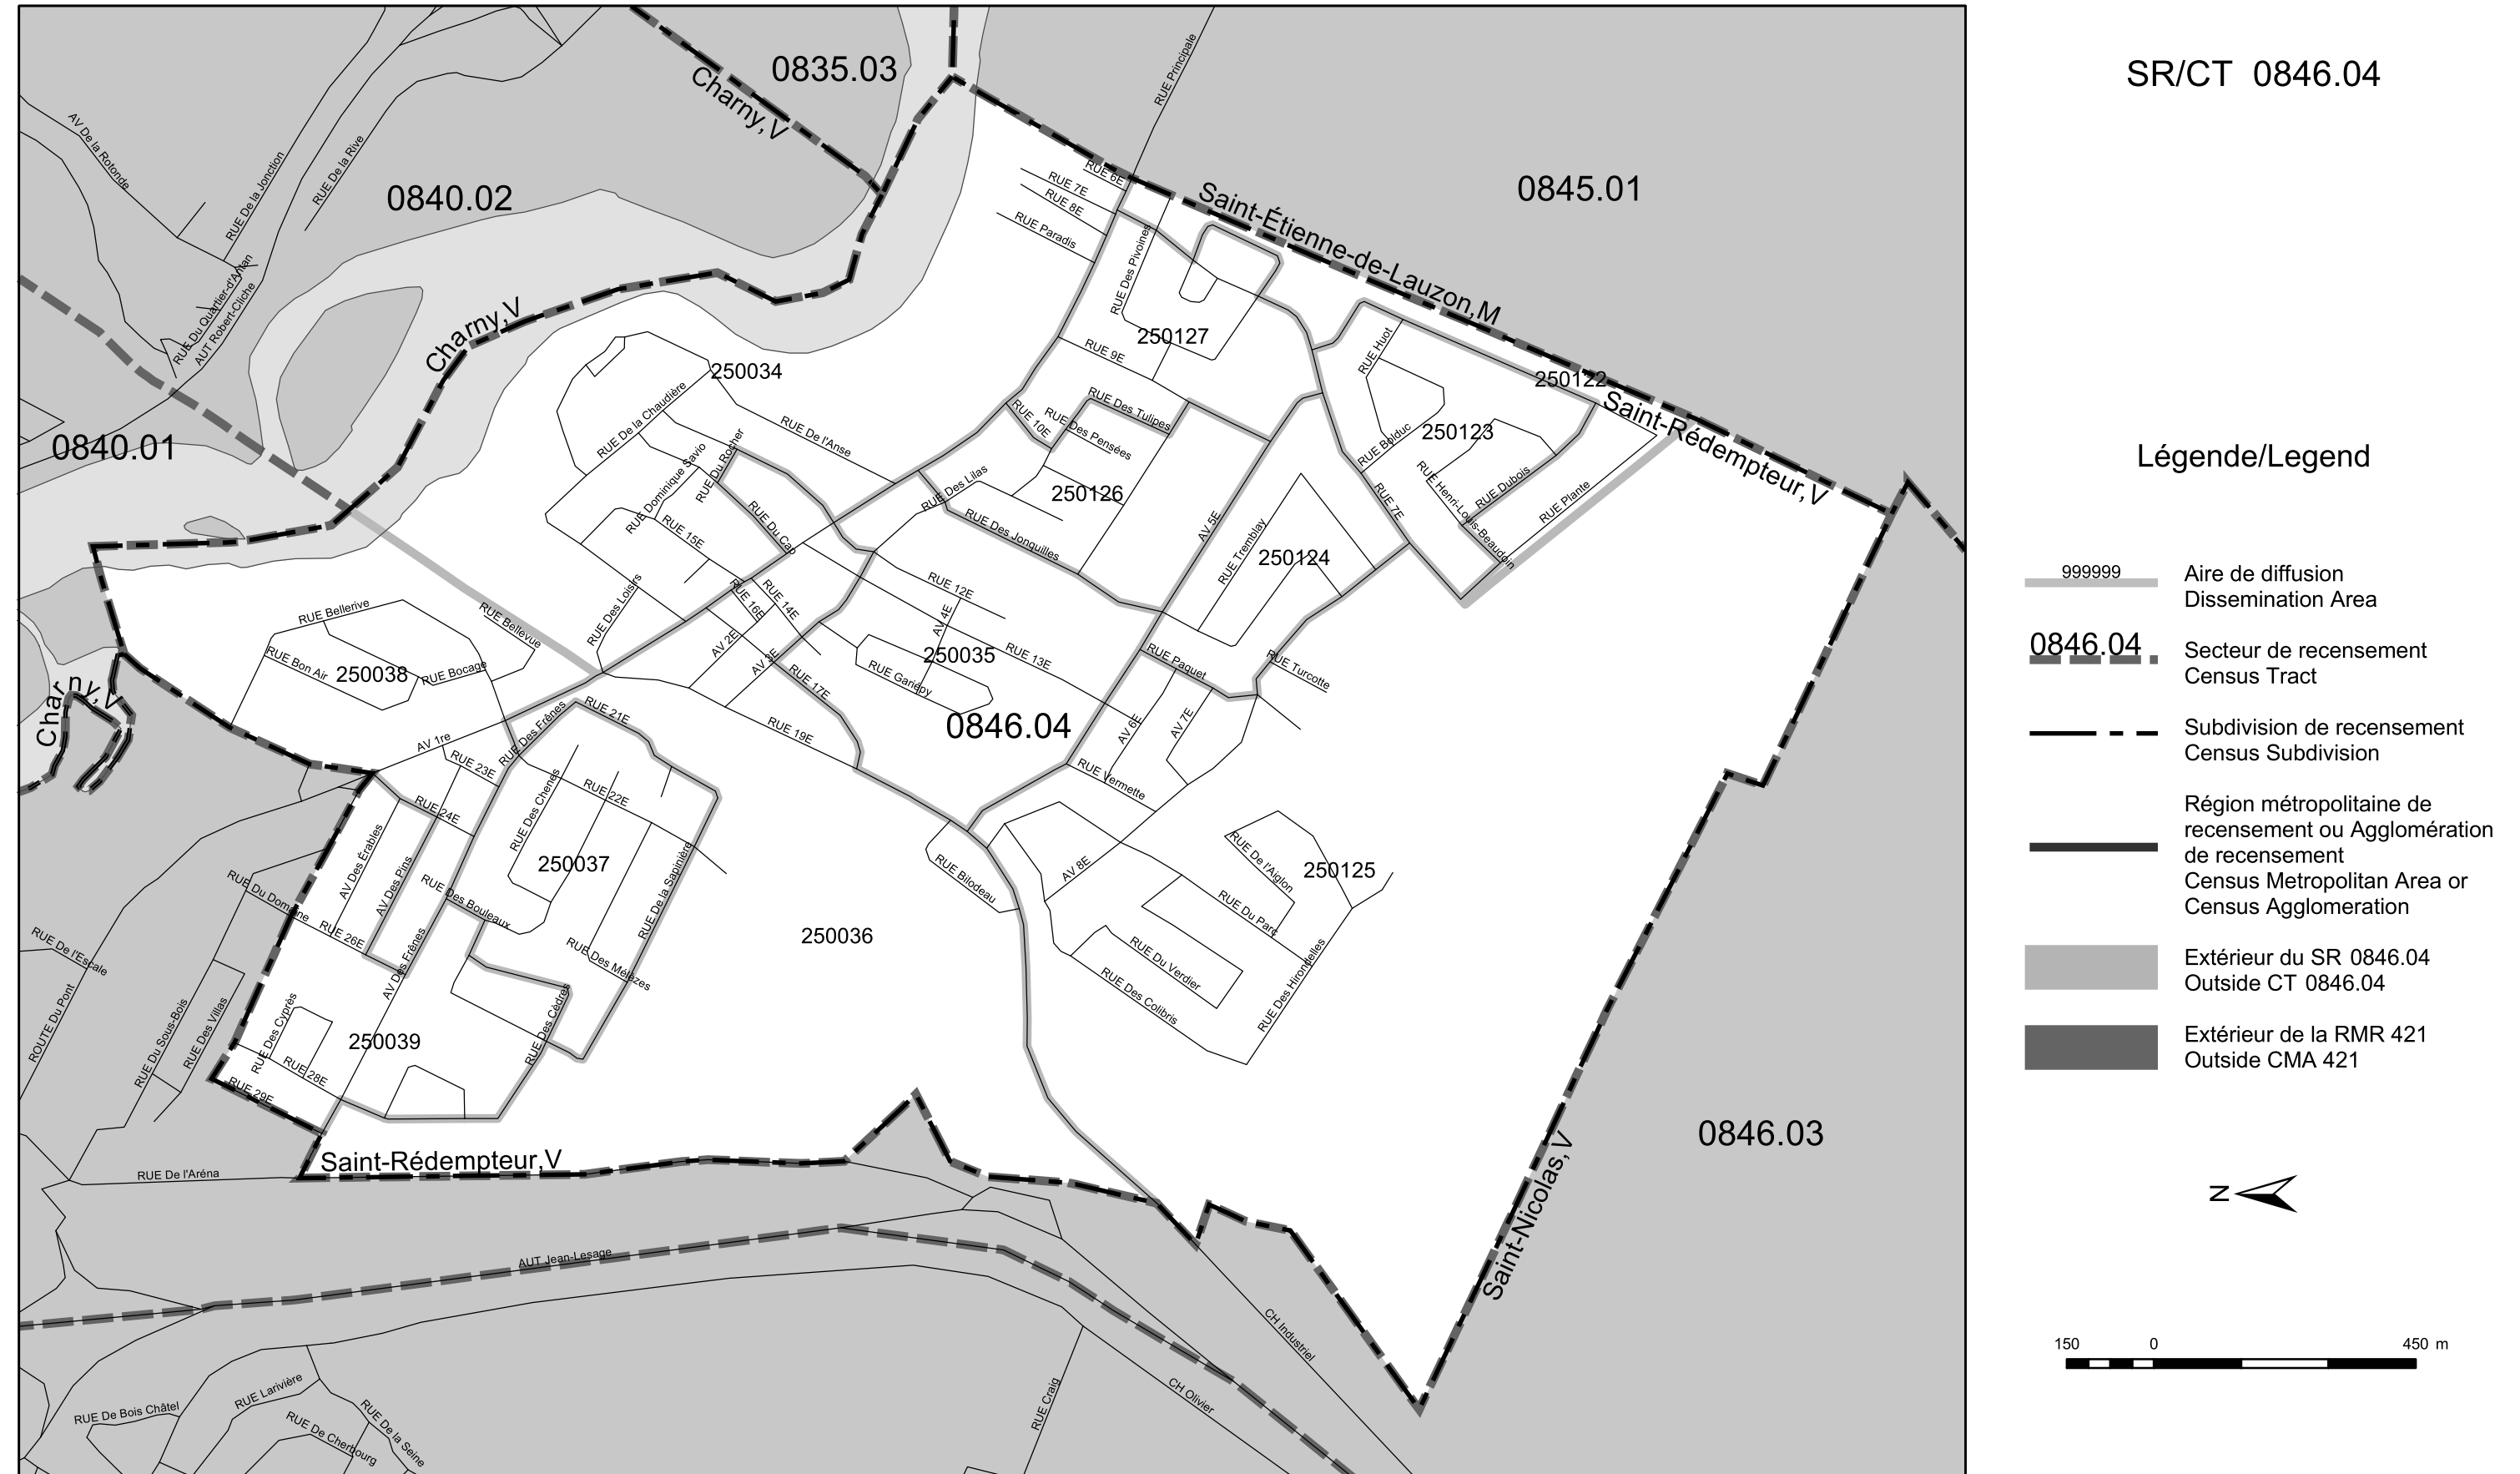 SR/CT 0846.04
0835.03
Charny,V
RUE Principale
0845.01
AV De la Rotonde
RUE De la Jonction
RUE De la Rive
0840.02
RUE Du Quartier-d'Antan
AUT Robert-Cliche
0840.01
Charny,V
RUE 6E
RUE 7E
RUE 8E
RUE Paradis
RUE Des Pivoines
Saint-Étienne-de-Lauzon,M
Saint-Rédempteur,V
250127
250122
250034
RUE 9E
RUE Huot
250123
RUE Bolduc
RUE De la Chaudière
RUE De l'Anse
RUE Des Tulipes
RUE 10E
RUE Des Pensées
RUE Dominique Savio
RUE Du Rocher
250126
RUE Des Lilas
RUE Henri-Louis-Beaudoin
RUE Dubois
RUE Plante
RUE 7E
RUE 15E
RUE Du Cap
RUE Des Jonquilles
AV 5E
RUE Tremblay
250124
RUE Bellerive
RUE Bellevue
RUE Des Loisirs
RUE 16E
RUE 14E
RUE 12E
AV 4E
AV 2E
AV 3E
RUE 13E
250035
RUE Gariépy
RUE Bon Air
250038
RUE Bocage
RUE Paquet
RUE Turcotte
Charny,V
RUE 17E
0846.04
RUE 19E
AV 6E
AV 7E
RUE 21E
RUE Des Frênes
AV 1re
RUE 23E
RUE 22E
RUE Des Chenes
RUE Vermette
RUE 24E
AV Des Érables
AV Des Pins
250037
RUE De la Sapinière
RUE Bilodeau
AV 8E
RUE De l'Aiglon
250125
RUE Du Domaine
RUE Des Bouleaux
RUE 26E
AV Des Frênes
250036
RUE Des Mélèzes
RUE Du Parc
RUE Du Verdier
RUE Des Hirondelles
RUE Des Colibris
RUE De l'Escale
ROUTE Du Pont
RUE Du Sous-Bois
RUE Des Villas
RUE Des Cyprès
RUE 28E
RUE 29E
250039
RUE Des Cèdres
0846.03
Saint-Rédempteur,V
RUE De l'Aréna
Saint-Nicolas,V
AUT Jean-Lesage
CH Industriel
CH Olivier
RUE Craig
RUE Larivière
RUE De Bois Châtel
RUE De Cherbourg
RUE De la Seine
Légende/Legend
999999
Aire de diffusion
Dissemination Area
0846.04
Secteur de recensement
Census Tract
Subdivision de recensement
Census Subdivision
Région métropolitaine de
recensement ou Agglomération
de recensement
Census Metropolitan Area or
Census Agglomeration
Extérieur du SR 0846.04
Outside CT 0846.04
Extérieur de la RMR 421
Outside CMA 421
N
150 0 450 m